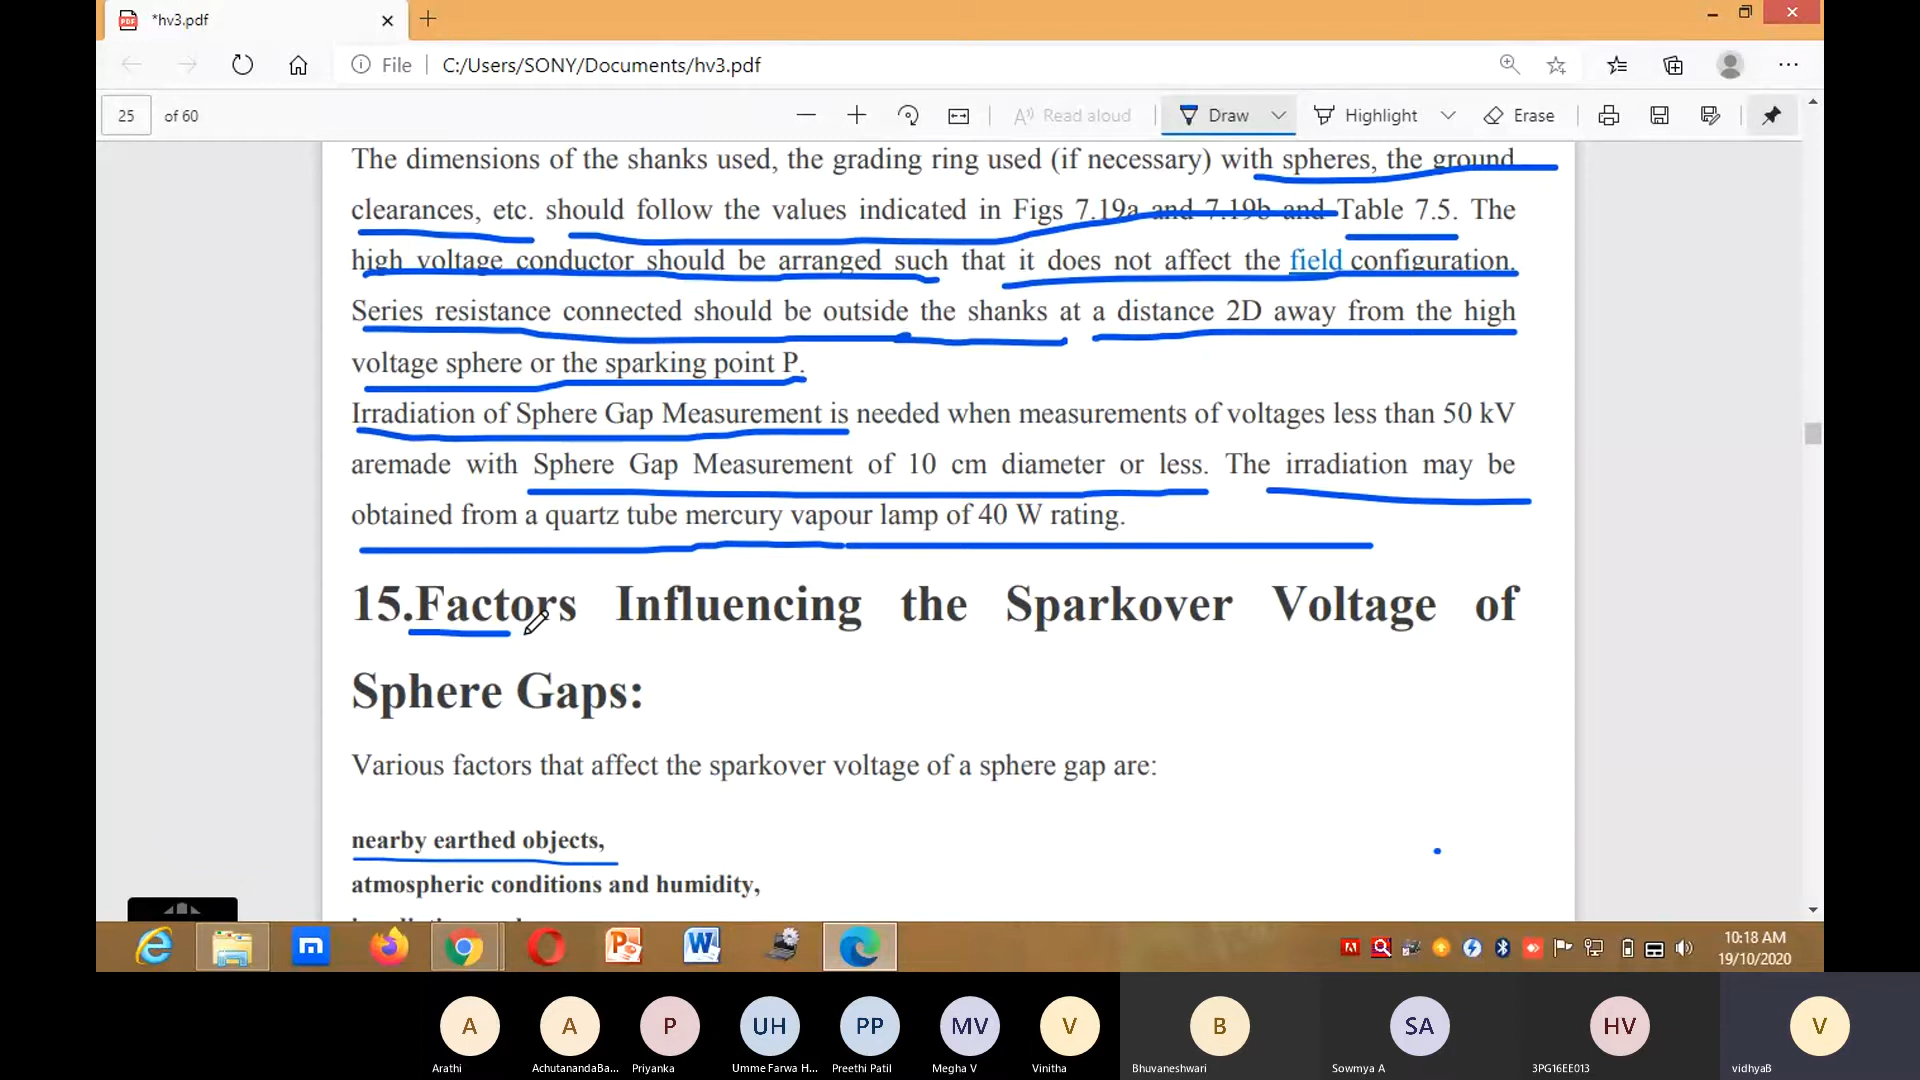 *hv3.pdf
File
C:/Users/SONY/Documents/hv3.pdf
25
of 60
Read aloud
Draw
Highlight
Erase
The dimensions of the shanks used, the grading ring used (if necessary) with spheres, the ground
clearances, etc. should follow the values indicated in Figs 7.19a and 7.19b and Table 7.5. The
high voltage conductor should be arranged such that it does not affect the field configuration.
Series resistance connected should be outside the shanks at a distance 2D away from the high
voltage sphere or the sparking point P.
Irradiation of Sphere Gap Measurement is needed when measurements of voltages less than 50 kV
aremade with Sphere Gap Measurement of 10 cm diameter or less. The irradiation may be
obtained from a quartz tube mercury vapour lamp of 40 W rating.
15.Factors Influencing the Sparkover Voltage of
Sphere Gaps:
Various factors that affect the sparkover voltage of a sphere gap are:
nearby earthed objects,
atmospheric conditions and humidity,
10:18 AM
19/10/2020
A A P UH PP MV V B SA HV V
Arathi AchutanandaBa... Priyanka Umme Farwa H... Preethi Patil Megha V Vinitha Bhuvaneshwari Sowmya A 3PG16EE013 vidhyaB